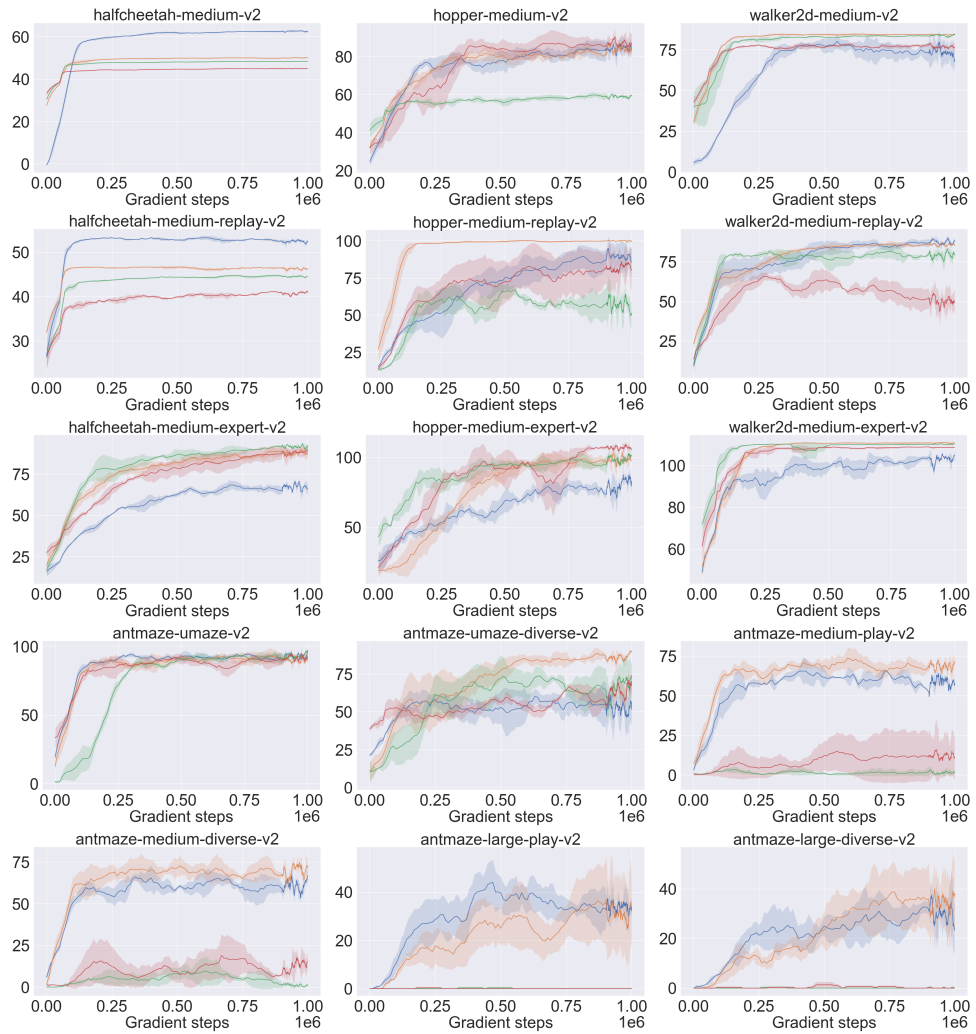 halfcheetah-medium-v2 hopper-medium-v2 walker2d-medium-v2
60
40
20
0
0.00 0.25 0.50 0.75 1.00
Gradient steps 1e6
80
60
40
20
0.00 0.25 0.50 0.75 1.00
Gradient steps 1e6
75
50
25
0
0.00 0.25 0.50 0.75 1.00
Gradient steps 1e6
halfcheetah-medium-replay-v2 hopper-medium-replay-v2 walker2d-medium-replay-v2
50
40
30
0.00 0.25 0.50 0.75 1.00
Gradient steps 1e6
100
75
50
25
0.00 0.25 0.50 0.75 1.00
Gradient steps 1e6
75
50
25
0.00 0.25 0.50 0.75 1.00
Gradient steps 1e6
halfcheetah-medium-expert-v2 hopper-medium-expert-v2 walker2d-medium-expert-v2
75
50
25
0.00 0.25 0.50 0.75 1.00
Gradient steps 1e6
100
50
0.00 0.25 0.50 0.75 1.00
Gradient steps 1e6
100
80
60
0.00 0.25 0.50 0.75 1.00
Gradient steps 1e6
antmaze-umaze-v2 antmaze-umaze-diverse-v2 antmaze-medium-play-v2
100
50
0
0.00 0.25 0.50 0.75 1.00
Gradient steps 1e6
75
50
25
0
0.00 0.25 0.50 0.75 1.00
Gradient steps 1e6
75
50
25
0
0.00 0.25 0.50 0.75 1.00
Gradient steps 1e6
antmaze-medium-diverse-v2 antmaze-large-play-v2 antmaze-large-diverse-v2
75
50
25
0
0.00 0.25 0.50 0.75 1.00
Gradient steps 1e6
40
20
0
0.00 0.25 0.50 0.75 1.00
Gradient steps 1e6
40
20
0
0.00 0.25 0.50 0.75 1.00
Gradient steps 1e6